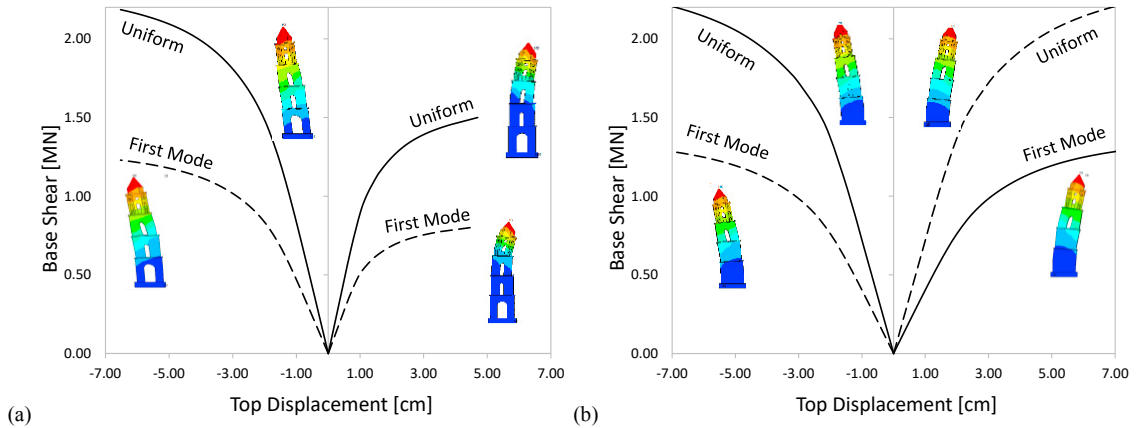 2.00
1.50
1.00
0.50
0.00
Base Shear [MN]
Uniform
First Mode
Uniform
First Mode
-7.00 -5.00 -3.00 -1.00 1.00 3.00 5.00 7.00
Top Displacement [cm]
(a)
2.00
1.50
1.00
0.50
0.00
Base Shear [MN]
Uniform
First Mode
Uniform
First Mode
-7.00 -5.00 -3.00 -1.00 1.00 3.00 5.00 7.00
Top Displacement [cm]
(b)